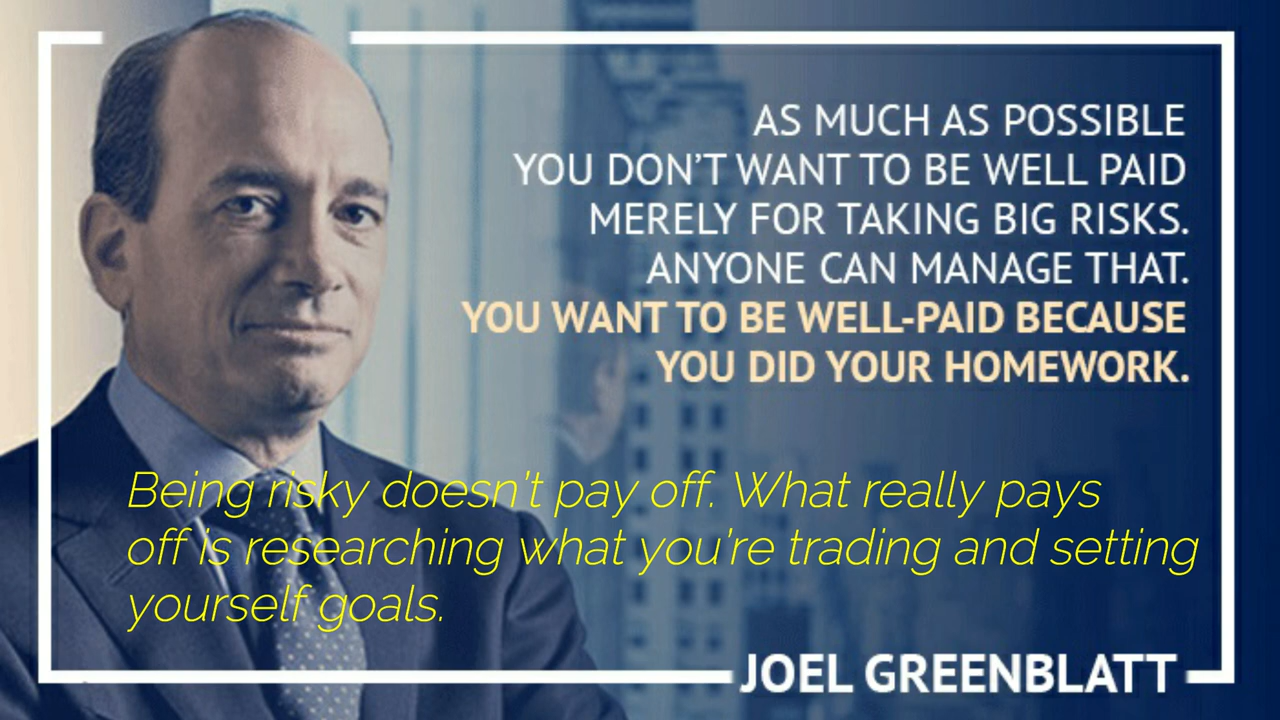 AS MUCH AS POSSIBLE
YOU DON'T WANT TO BE WELL PAID
MERELY FOR TAKING BIG RISKS.
ANYONE CAN MANAGE THAT.
YOU WANT TO BE WELL-PAID BECAUSE
YOU DID YOUR HOMEWORK.
Being risky doesn't pay off. What really pays
off is researching what you're trading and setting
yourself goals.
JOEL GREENBLATT